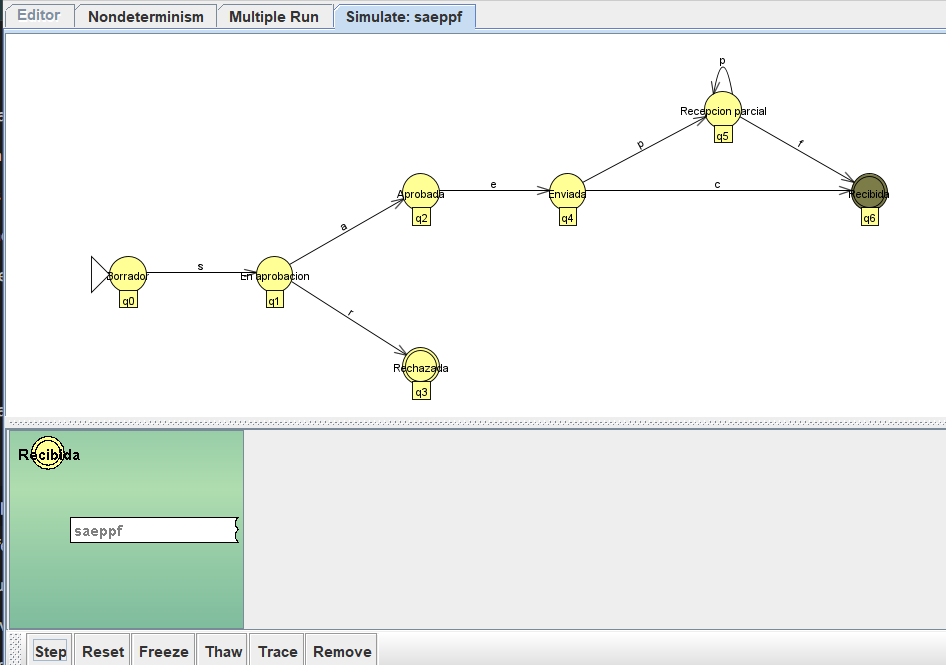 Editor Nondeterminism Multiple Run Simulate: saeppf
p
Recepcion parcial
q5
p
f
Aprobada
e
Enviada
c
Recibida
q2
q4
q6
a
Borrador
s
En aprobacion
q0
q1
r
Rechazada
q3
Recibida
saeppf
Step Reset Freeze Thaw Trace Remove